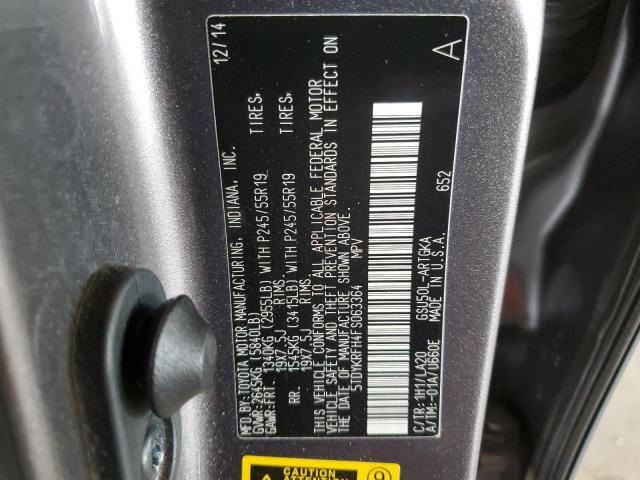 MFD.BY:TOYOTA MOTOR MANUFACTURING, INDIANA, INC. 12/14
GVWR:2645KG (5840LB)
GAWR:FRT. 1340KG (2955LB) WITH P245/55R19 TIRES,
19X7.5J RIMS
RR. 1545KG (3415LB) WITH P245/55R19 TIRES,
19X7.5J RIMS
THIS VEHICLE CONFORMS TO ALL APPLICABLE FEDERAL MOTOR
VEHICLE SAFETY AND THEFT PREVENTION STANDARDS IN EFFECT ON
THE DATE OF MANUFACTURE SHOWN ABOVE.
5TDYKRFH4FS063364 MPV A
C/TR:1H1/LA20 GSU50L-ARTGKA 652
A/TM:-01A/U660E MADE IN U.S.A.
CAUTION
ATTENTION